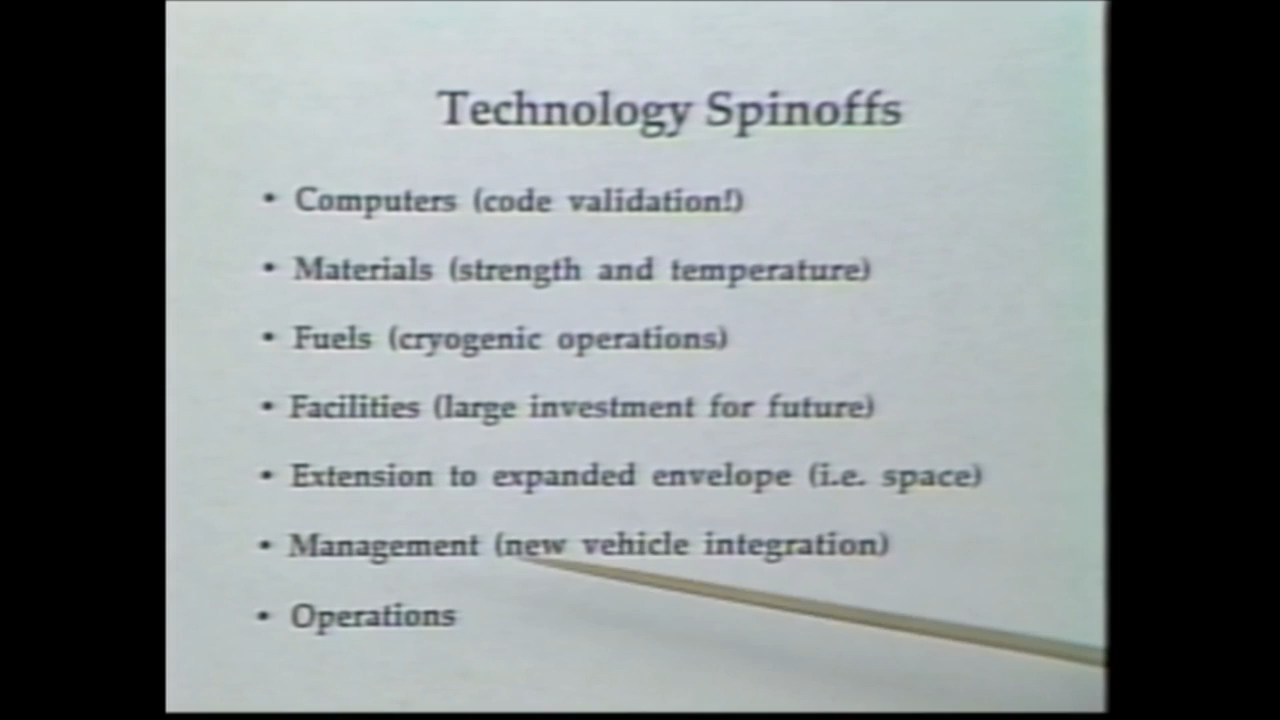 Technology Spinoffs
• Computers (code validation!)
• Materials (strength and temperature)
• Fuels (cryogenic operations)
• Facilities (large investment for future)
• Extension to expanded envelope (i.e. space)
• Management (new vehicle integration)
• Operations